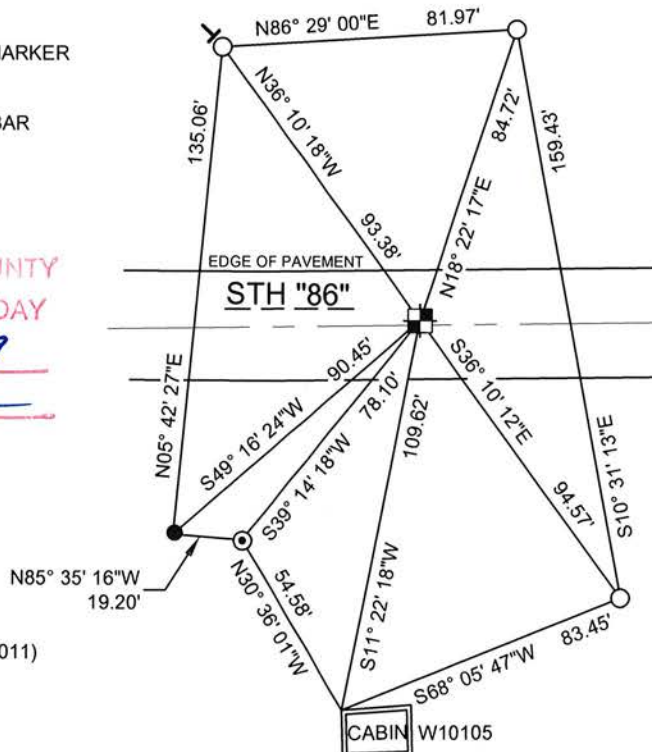 ARKER
BAR
NTY
DAY
011)
N86° 29' 00"E 81.97'
135.06'
N05° 42' 27"E
N36° 10' 18"W
93.38'
84.72'
N18° 22' 17"E
159.43'
S10° 31' 13"E
EDGE OF PAVEMENT
STH "86"
90.45'
S49° 16' 24"W
78.10'
S39° 14' 18"W
109.62'
S11° 22' 18"W
S36° 10' 12"E
94.57'
N85° 35' 16"W
19.20'
54.58'
N30° 36' 01"W
S68° 05' 47"W 83.45'
CABIN W10105